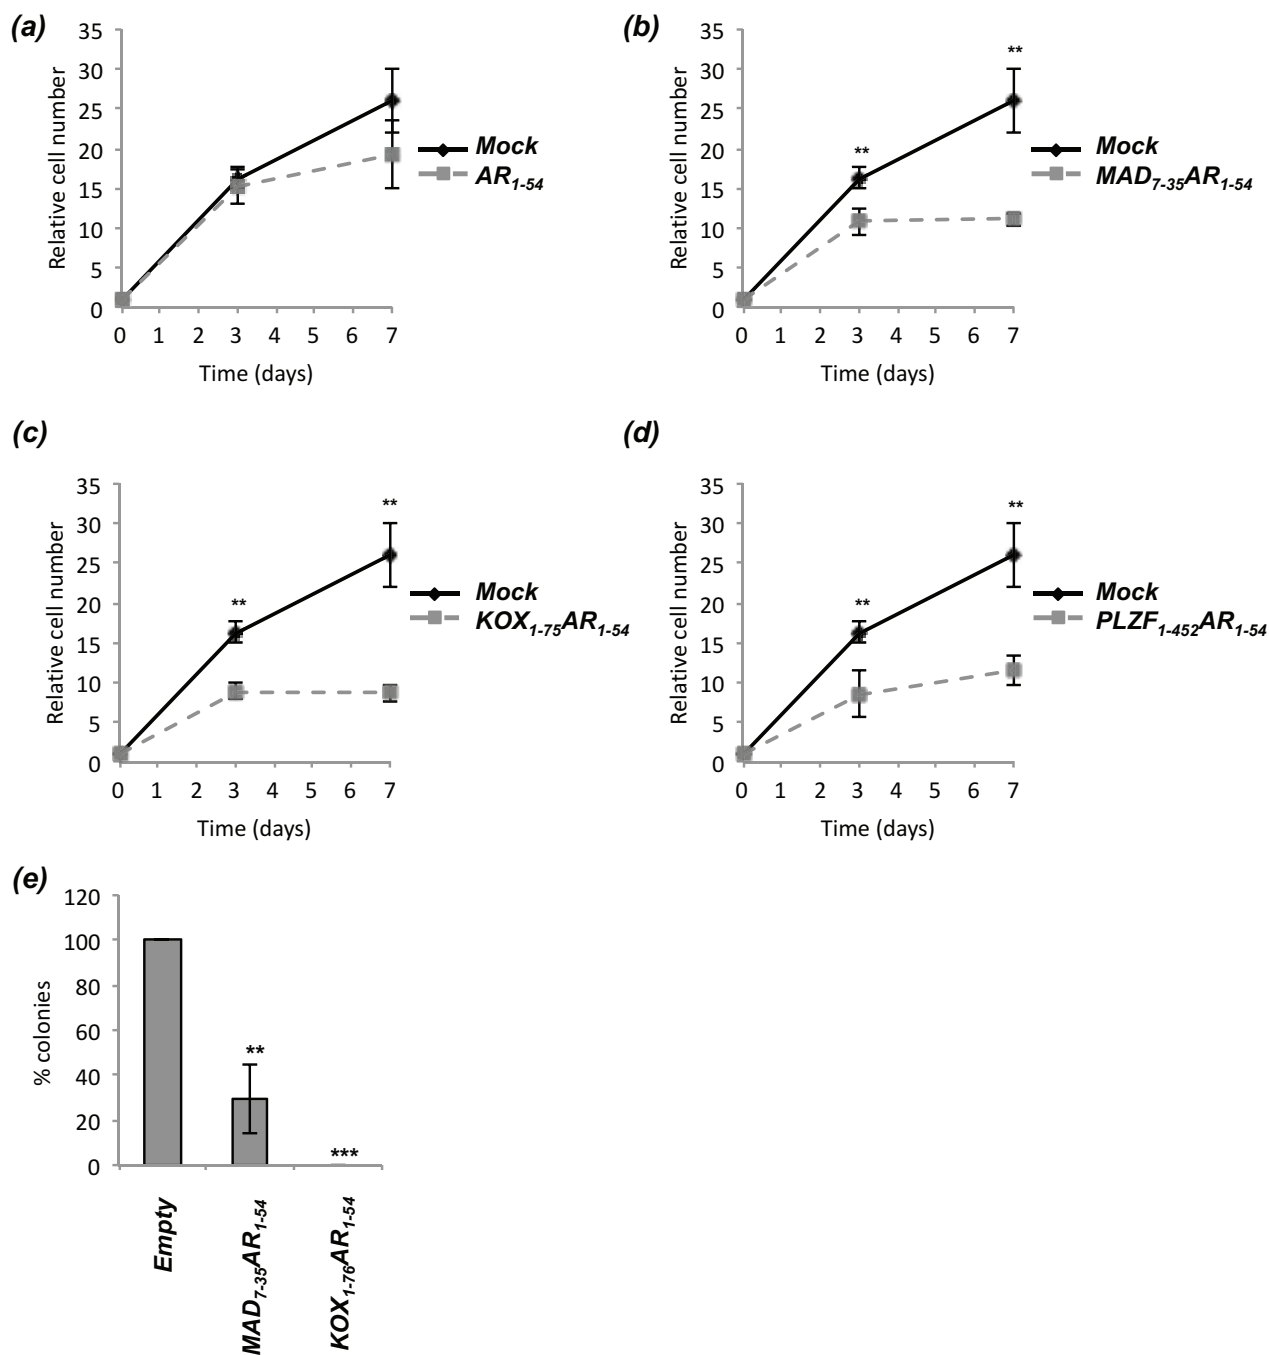 (a)
35
30
25
20
15
10
5
0
Relative cell number
0 1 2 3 4 5 6 7
Time (days)
Mock
AR1-54
(b)
35
30
25
20
15
10
5
0
Relative cell number
**
**
0 1 2 3 4 5 6 7
Time (days)
Mock
MAD7-35AR1-54
(c)
35
30
25
20
15
10
5
0
Relative cell number
**
**
0 1 2 3 4 5 6 7
Time (days)
Mock
KOX1-75AR1-54
(d)
35
30
25
20
15
10
5
0
Relative cell number
**
**
0 1 2 3 4 5 6 7
Time (days)
Mock
PLZF1-452AR1-54
(e)
120
100
80
60
40
20
0
% colonies
**
***
Empty
MAD7-35AR1-54
KOX1-76AR1-54